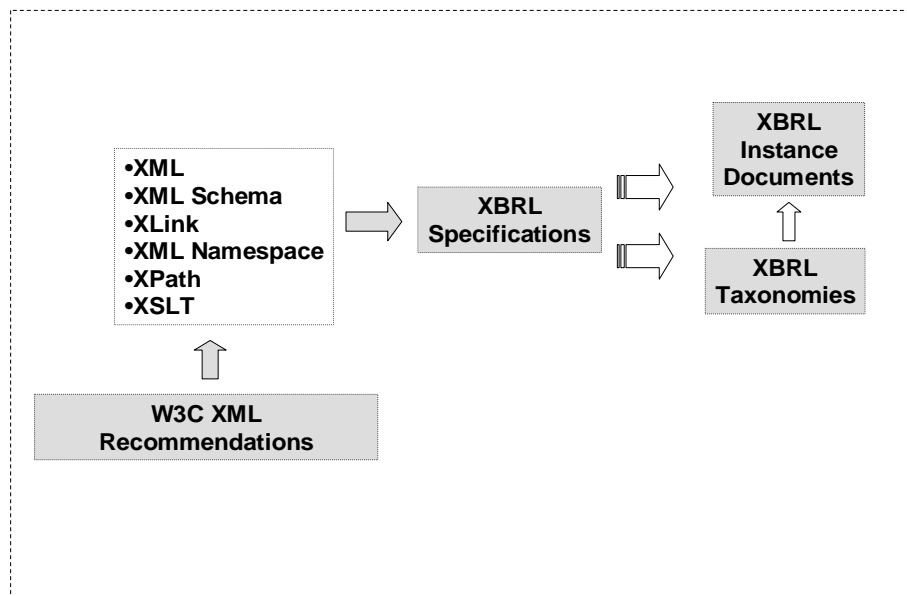 •XML
•XML Schema
•XLink
•XML Namespace
•XPath
•XSLT
W3C XML
Recommendations
XBRL
Specifications
XBRL
Instance
Documents
XBRL
Taxonomies